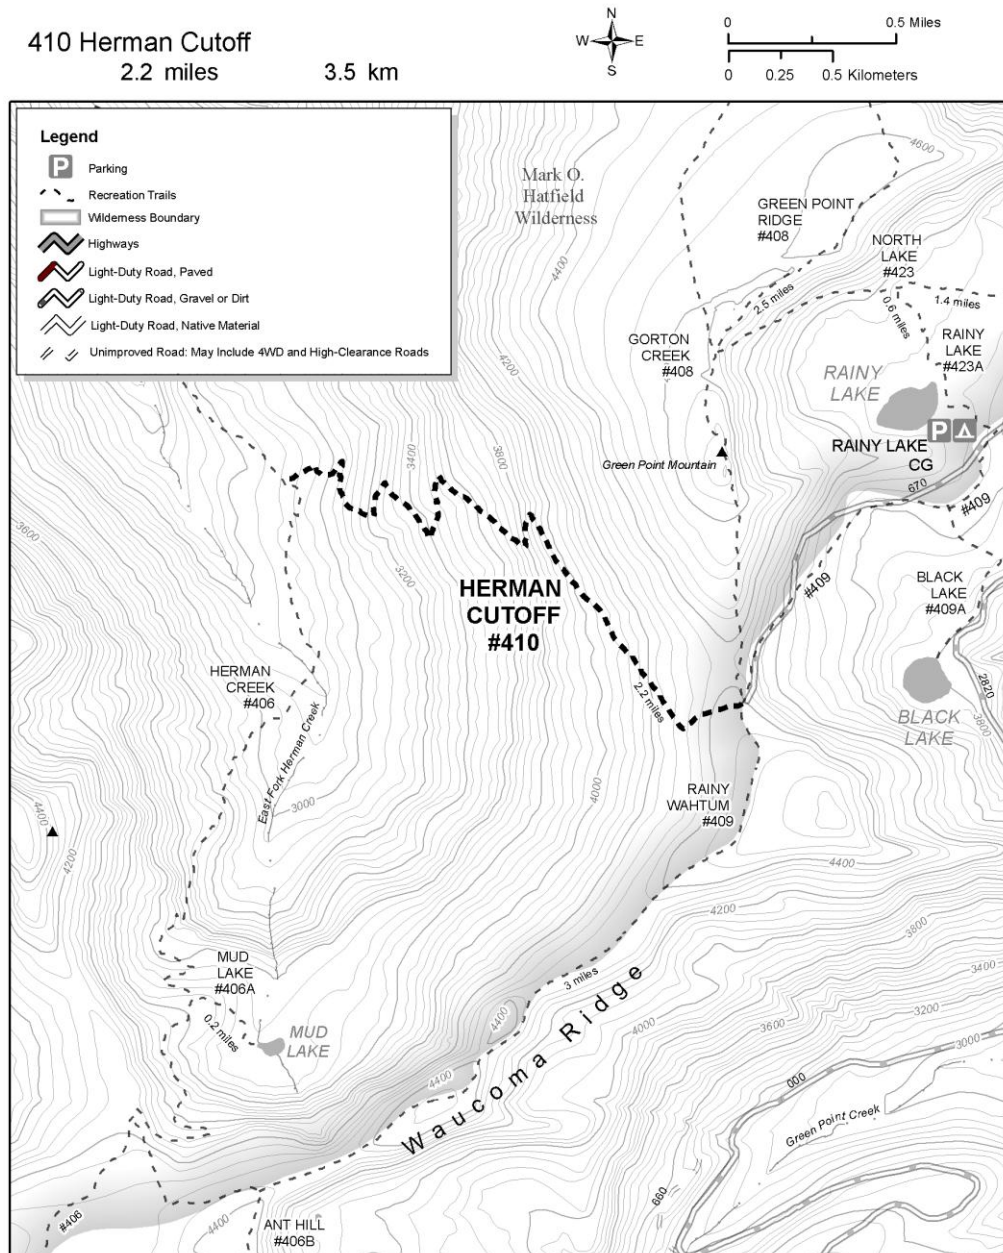 410 Herman Cutoff
2.2 miles 3.5 km
N
W E
S
0 0.5 Miles
0 0.25 0.5 Kilometers
Legend
P Parking
Recreation Trails
Wilderness Boundary
Highways
Light-Duty Road, Paved
Light-Duty Road, Gravel or Dirt
Light-Duty Road, Native Material
Unimproved Road: May Include 4WD and High-Clearance Roads
Mark O.
Hatfield
Wilderness
4600
GREEN POINT
RIDGE
#408
NORTH
LAKE
#423
4400
2.5 miles
0.6 miles
1.4 miles
GORTON
CREEK
#408
RAINY
LAKE
#423A
4200
RAINY
LAKE
P
RAINY LAKE
CG
Green Point Mountain
3400
3800
670
#409
3600
3200
#409
HERMAN
CUTOFF
#410
BLACK
LAKE
#409A
HERMAN
CREEK
#406
2.2 miles
2820
3800
BLACK
LAKE
East Fork Herman Creek
3000
4000
RAINY
WAHTUM
#409
4400
4200
4400
4200
3800
3400
MUD
LAKE
#406A
3 miles
3200
0.2 miles
MUD
LAKE
4400
4000
3600
3000
Waucoma Ridge
4400
000
Green Point Creek
660
#406
4400
ANT HILL
#406B